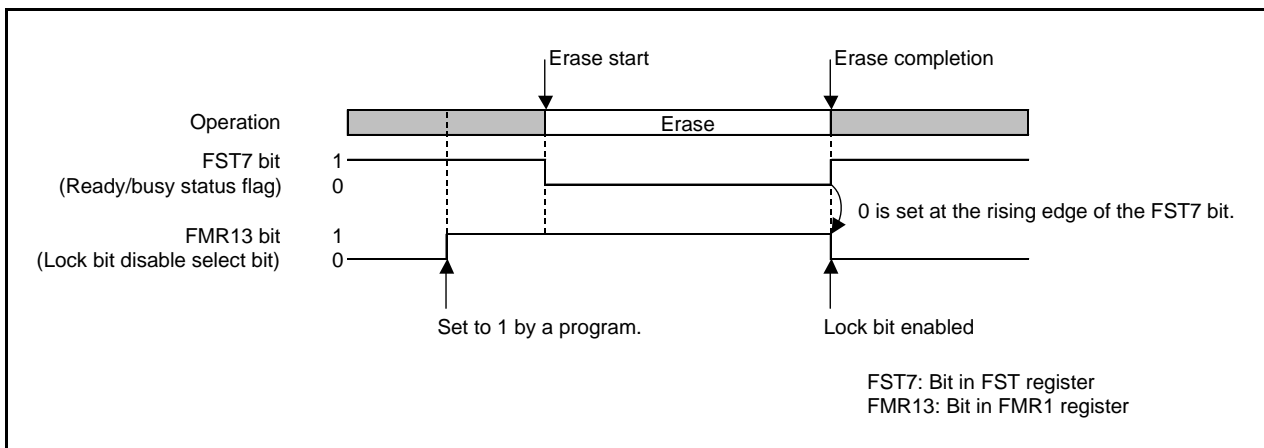 Erase start
Erase completion
Operation
Erase
FST7 bit
1
(Ready/busy status flag)
0
0 is set at the rising edge of the FST7 bit.
FMR13 bit
1
(Lock bit disable select bit)
0
Set to 1 by a program.
Lock bit enabled
FST7: Bit in FST register
FMR13: Bit in FMR1 register